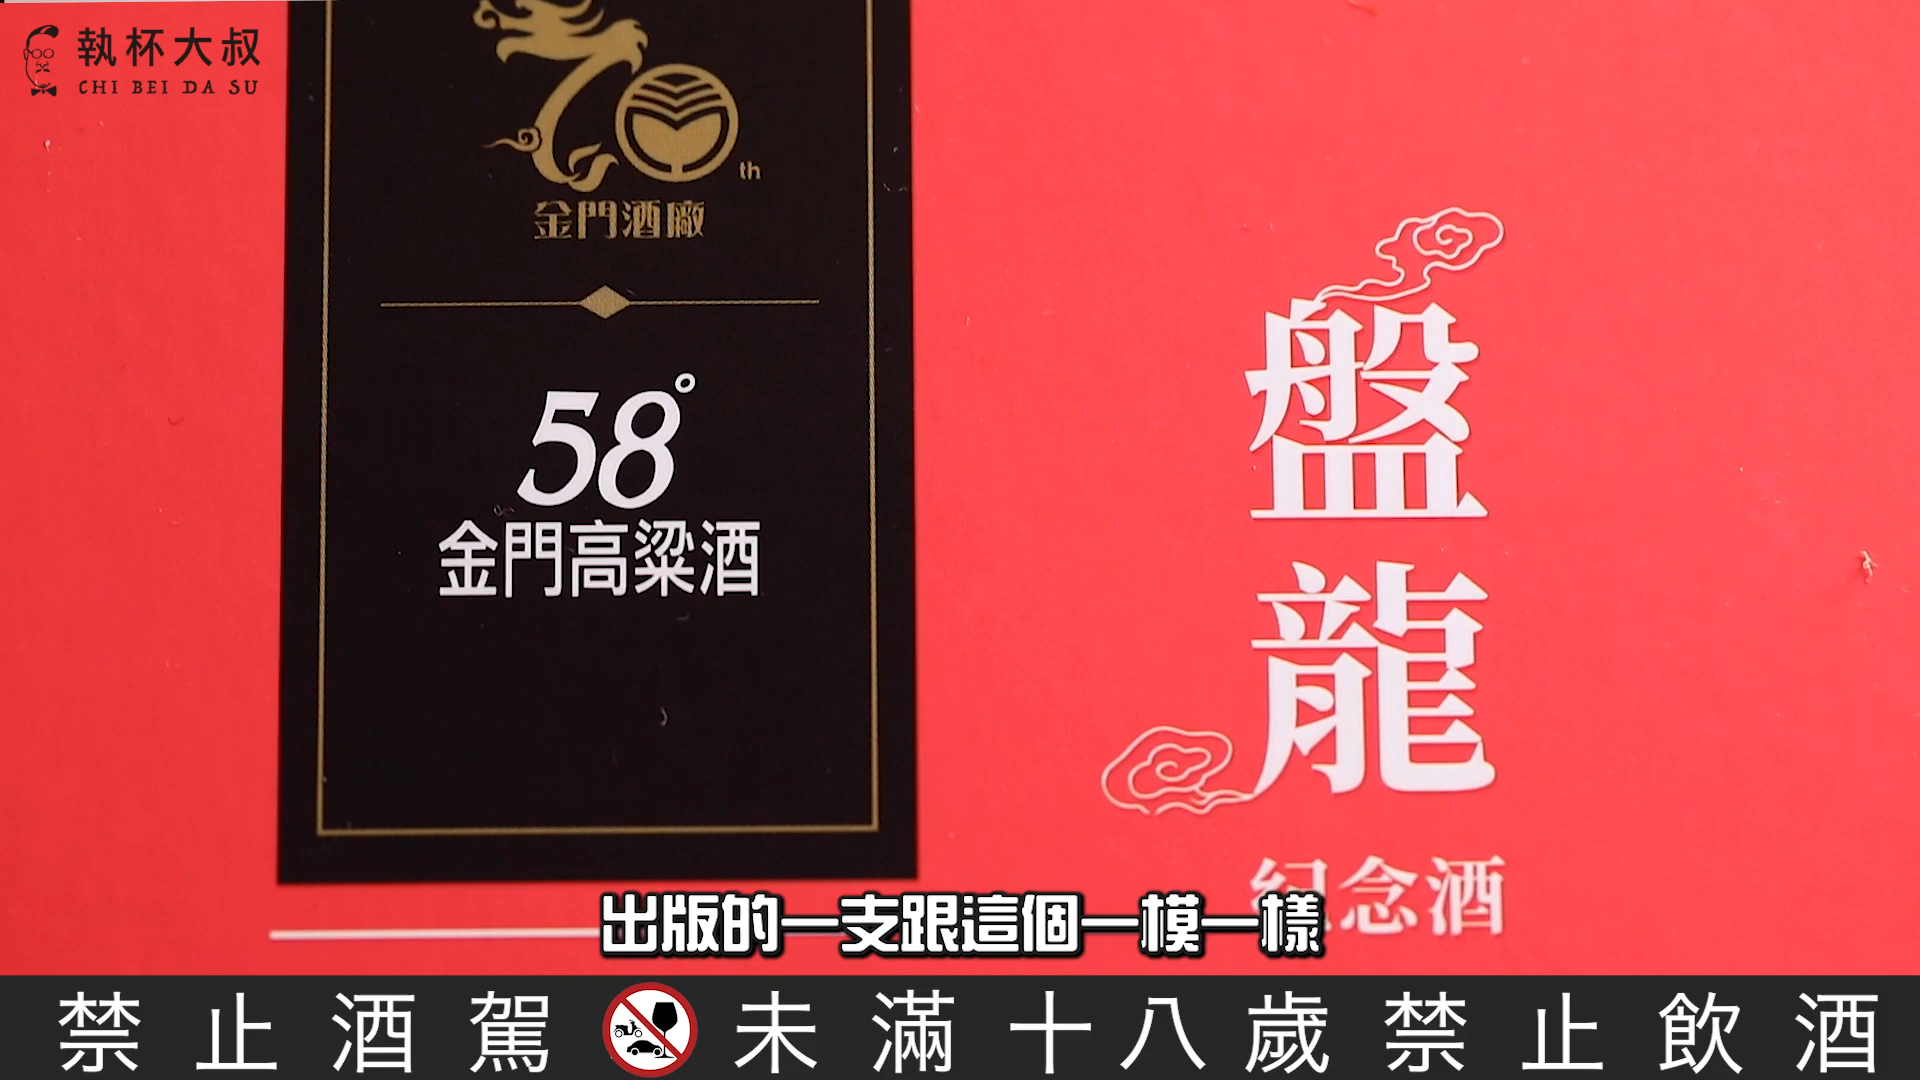 執杯大叔
CHI BEI DA SU
70th
金門酒廠
58°
金門高粱酒
盤龍
紀念酒
出版的一支跟這個一模一樣
禁止酒駕 未滿十八歲禁止飲酒